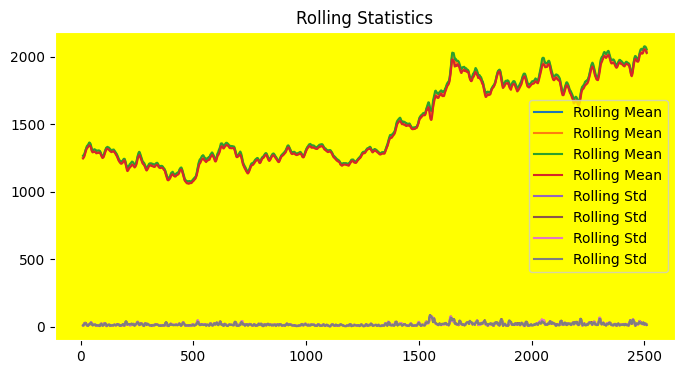 Rolling Statistics
2000
1500
1000
500
0
Rolling Mean
Rolling Mean
Rolling Mean
Rolling Mean
Rolling Std
Rolling Std
Rolling Std
Rolling Std
0
500
1000
1500
2000
2500